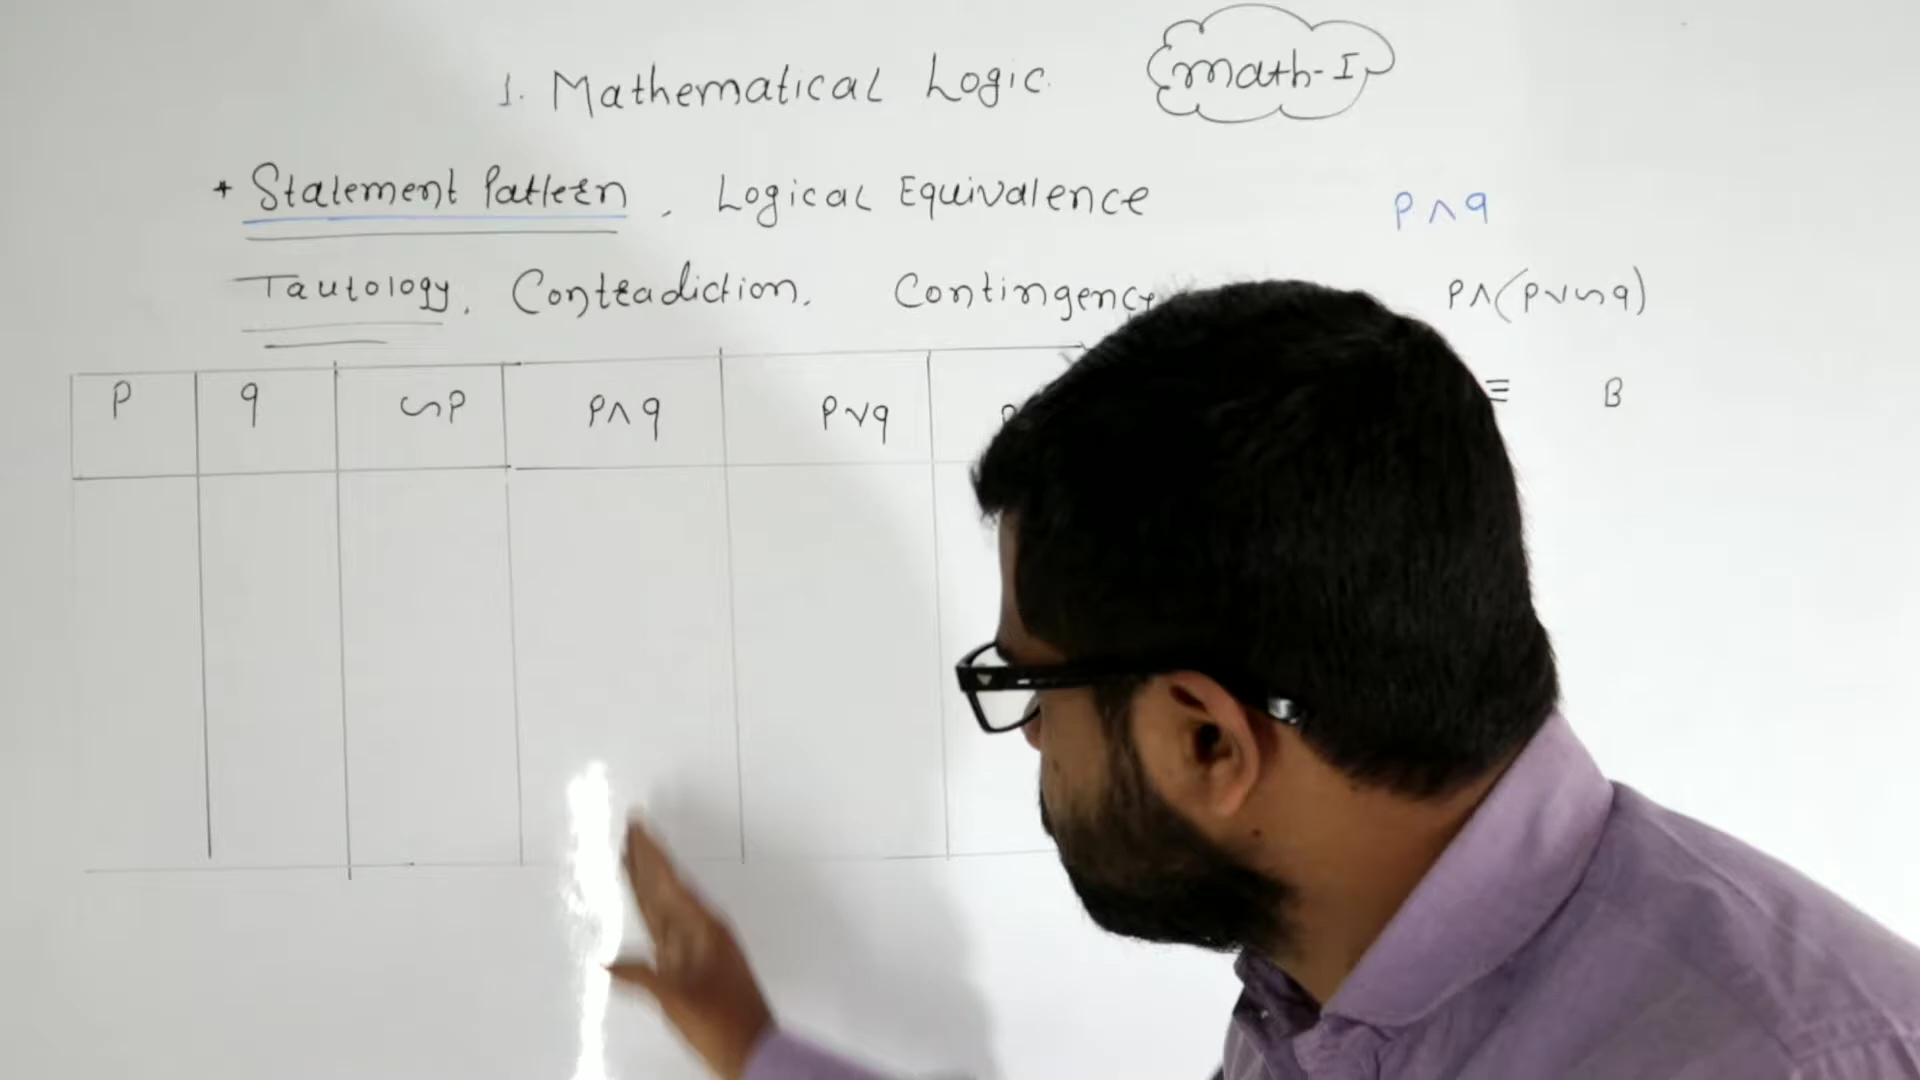 1. Mathematical Logic. Math-I
* Statement Pattern, Logical Equivalence
p∧q
Tautology, Contradiction, Contingency
p∧(p∨∼q)
≡ B
p q ∼p p∧q p∨q